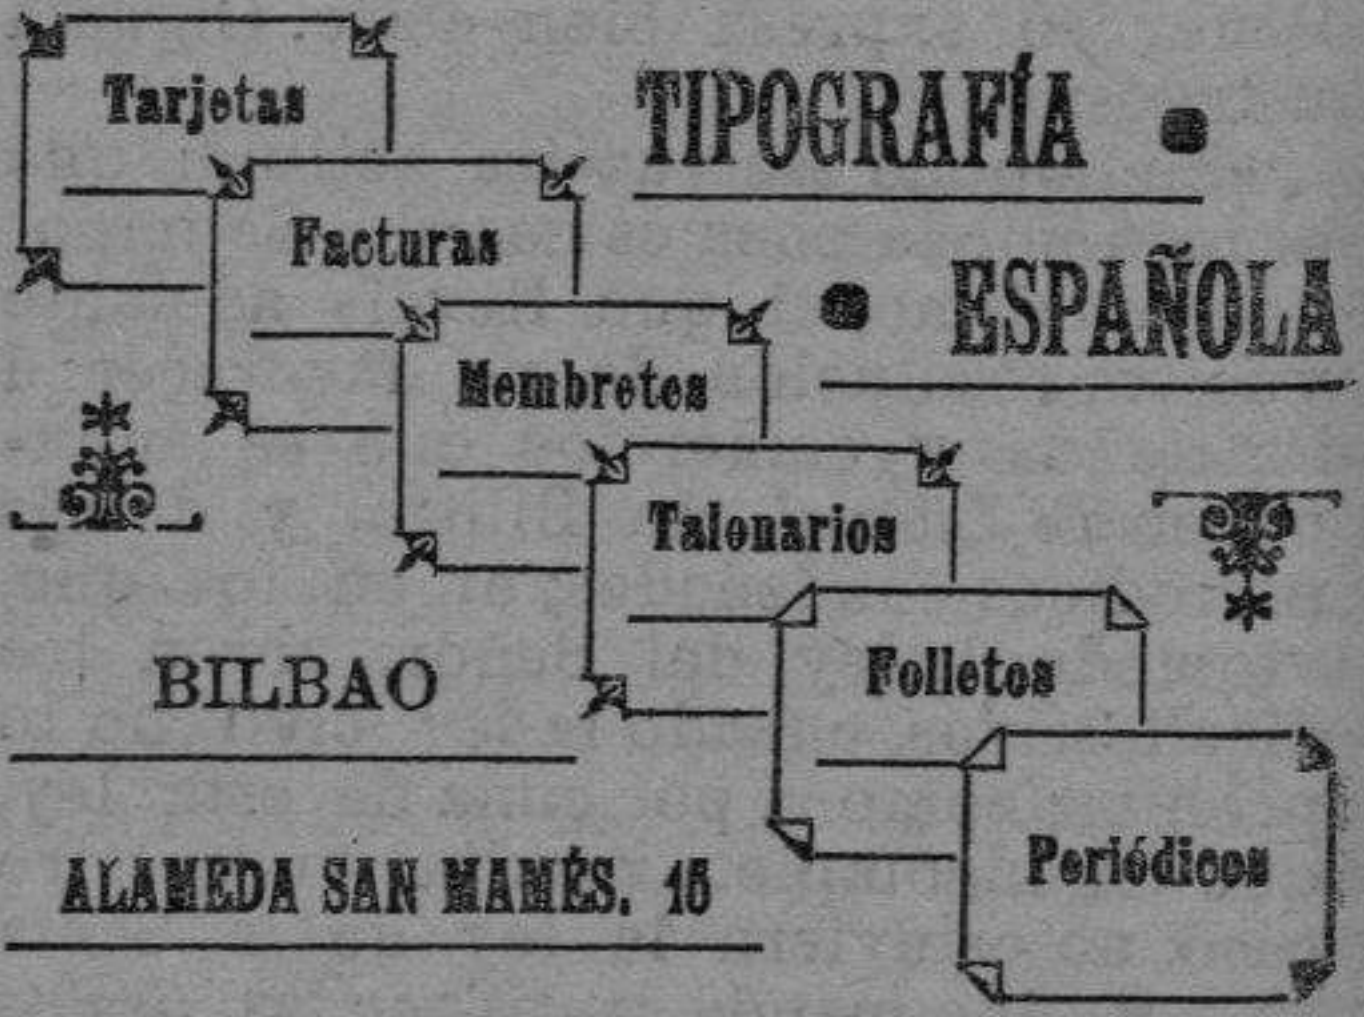 Tarjetas
TIPOGRAFÍA
Facturas
ESPAÑOLA
Membretes
Talonarios
Folletos
BILBAO
Periódicos
ALAMEDA SAN MAMÉS. 15